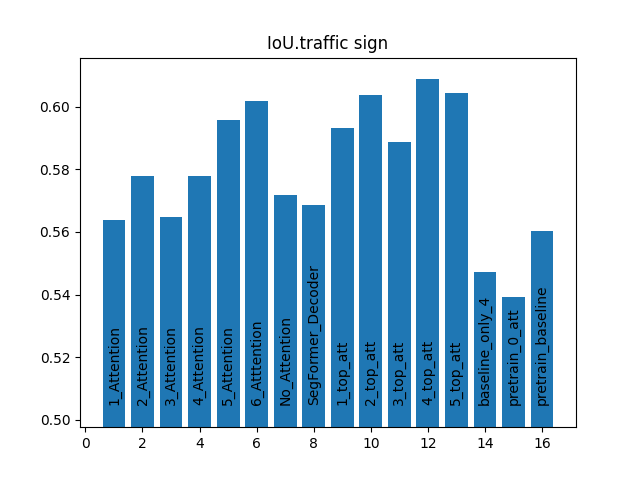 IoU.traffic sign
0.60
0.58
0.56
0.54
0.52
0.50
1_Attention
2_Attention
3_Attention
4_Attention
5_Attention
6_Atttention
No_Attention
SegFormer_Decoder
1_top_att
2_top_att
3_top_att
4_top_att
5_top_att
baseline_only_4
pretrain_0_att
pretrain_baseline
0 2 4 6 8 10 12 14 16